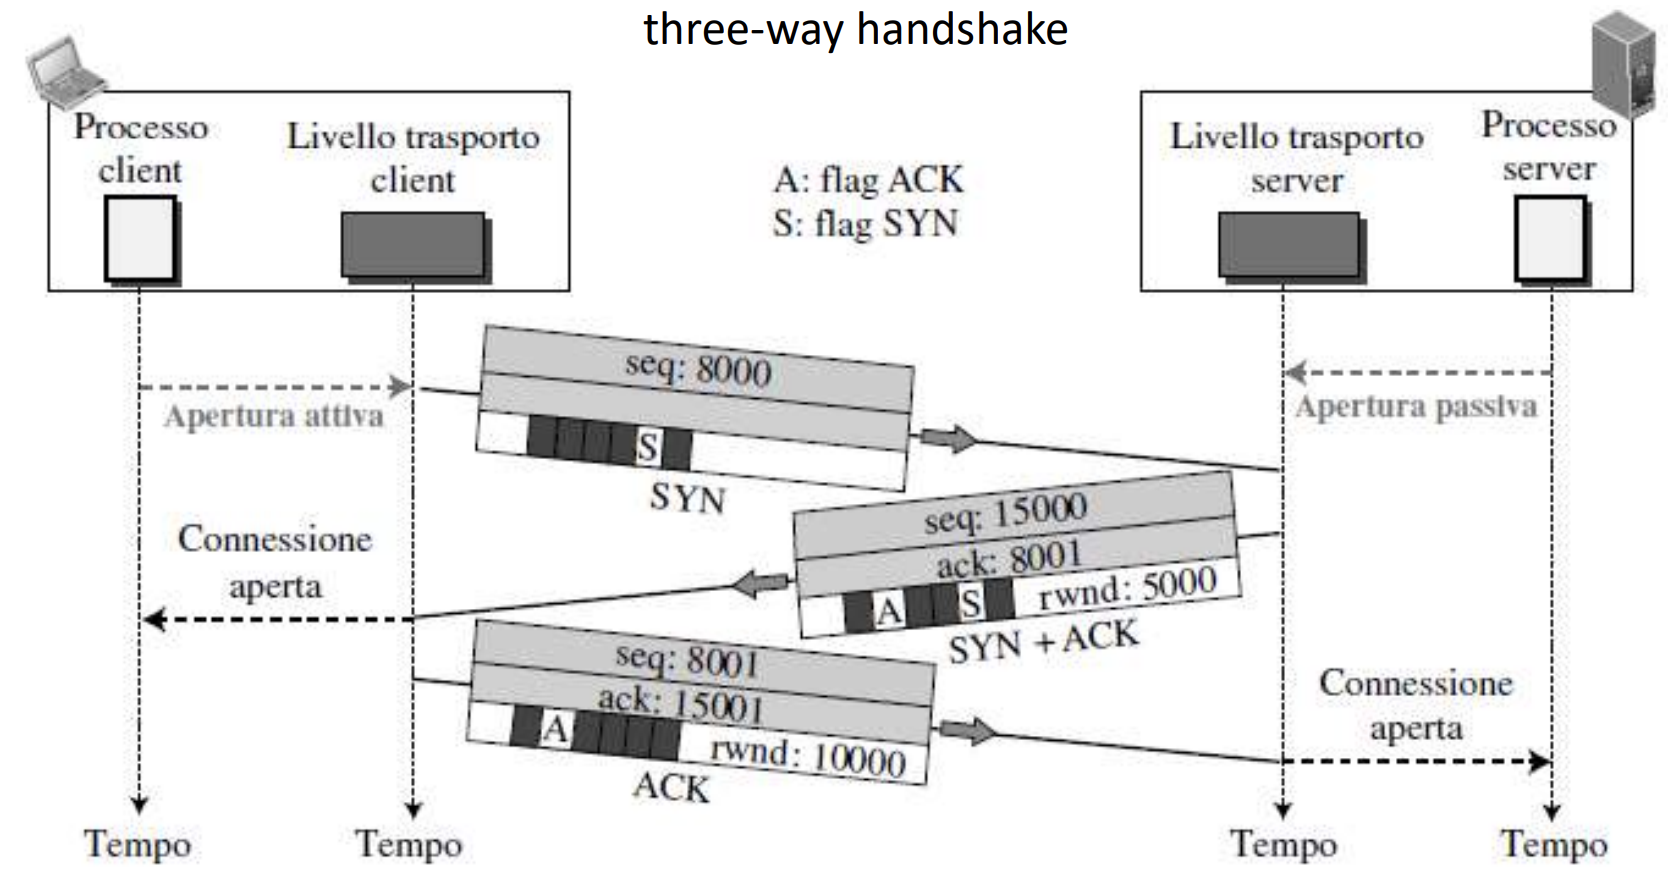 three-way handshake
Processo
client
Livello trasporto
client
A: flag ACK
S: flag SYN
Livello trasporto
server
Processo
server
seq: 8000
S
SYN
Apertura attiva
Apertura passiva
seq: 15000
ack: 8001
A S rwnd: 5000
SYN + ACK
Connessione
aperta
seq: 8001
ack: 15001
A rwnd: 10000
ACK
Connessione
aperta
Tempo
Tempo
Tempo
Tempo